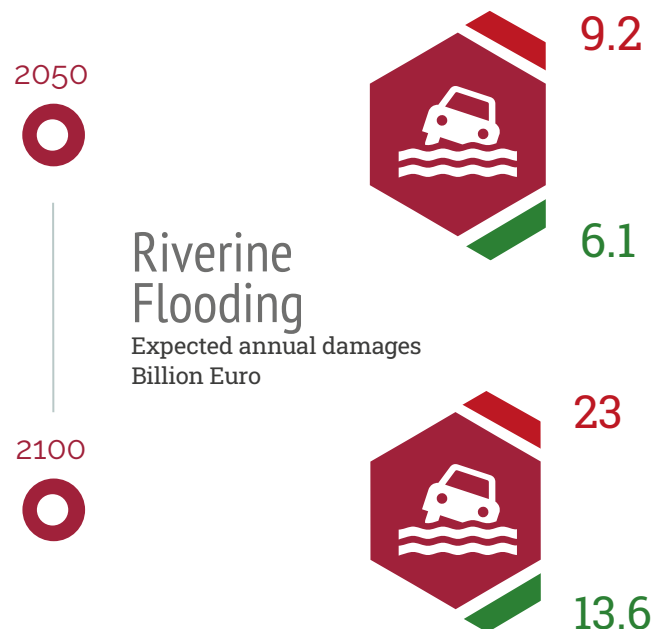 9.2
2050
6.1
Riverine
Flooding
Expected annual damages
Billion Euro
23
2100
13.6